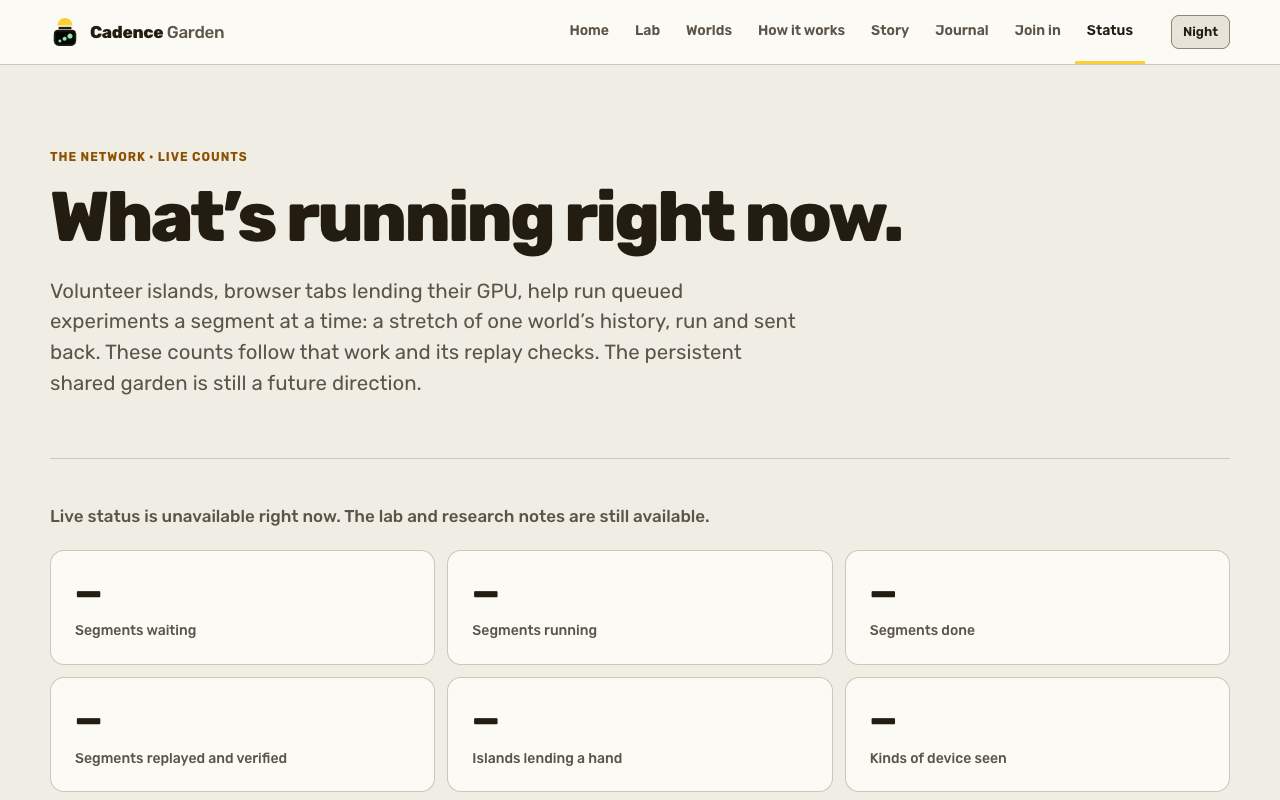 Cadence Garden
Home
Lab
Worlds
How it works
Story
Journal
Join in
Status
Night
THE NETWORK • LIVE COUNTS
What’s running right now.
Volunteer islands, browser tabs lending their GPU, help run queued
experiments a segment at a time: a stretch of one world’s history, run and sent
back. These counts follow that work and its replay checks. The persistent
shared garden is still a future direction.
Live status is unavailable right now. The lab and research notes are still available.
—
Segments waiting
—
Segments running
—
Segments done
—
Segments replayed and verified
—
Islands lending a hand
—
Kinds of device seen